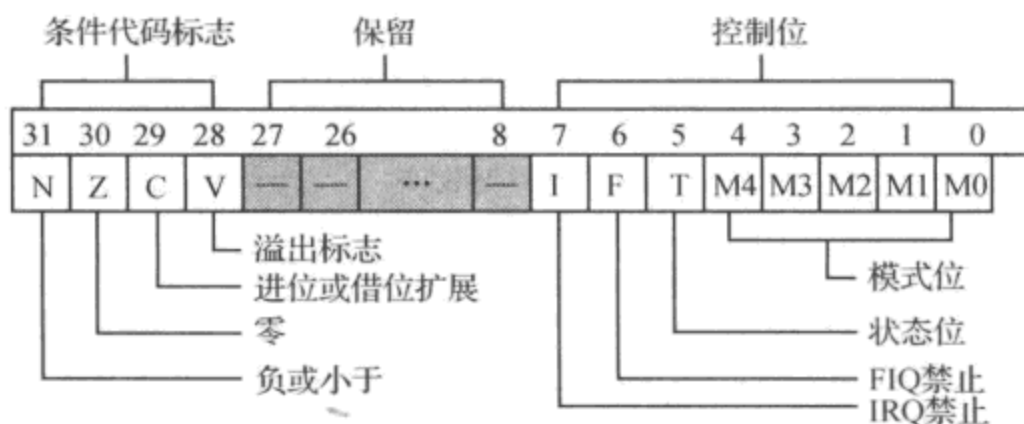 条件代码标志 保留 控制位
31 30 29 28 27 26 8 7 6 5 4 3 2 1 0
N Z C V — — … — I F T M4 M3 M2 M1 M0
溢出标志
进位或借位扩展 模式位
零 状态位
负或小于 FIQ禁止
IRQ禁止